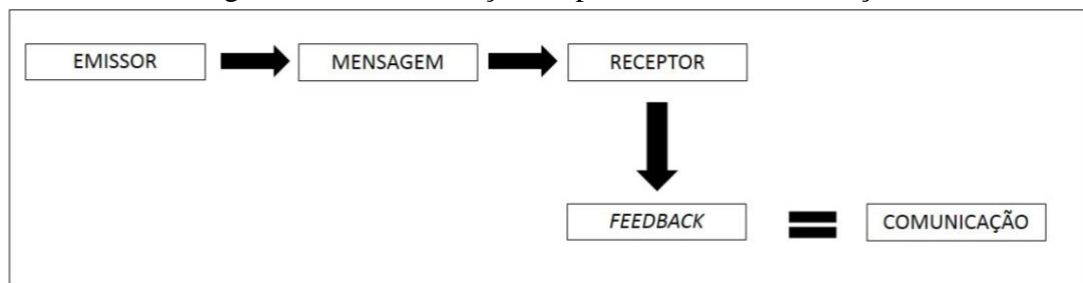 EMISSOR MENSAGEM RECEPTOR
FEEDBACK = COMUNICAÇÃO